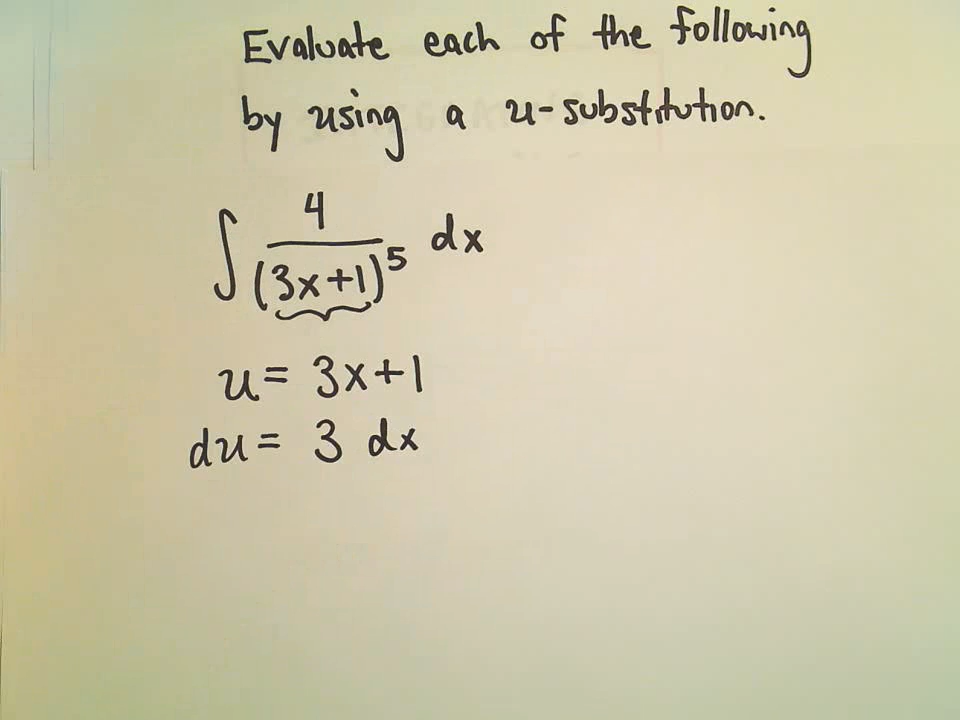 Evaluate each of the following
by using a u-substitution.
∫ 4/(3x+1)^5 dx
u = 3x+1
du = 3 dx